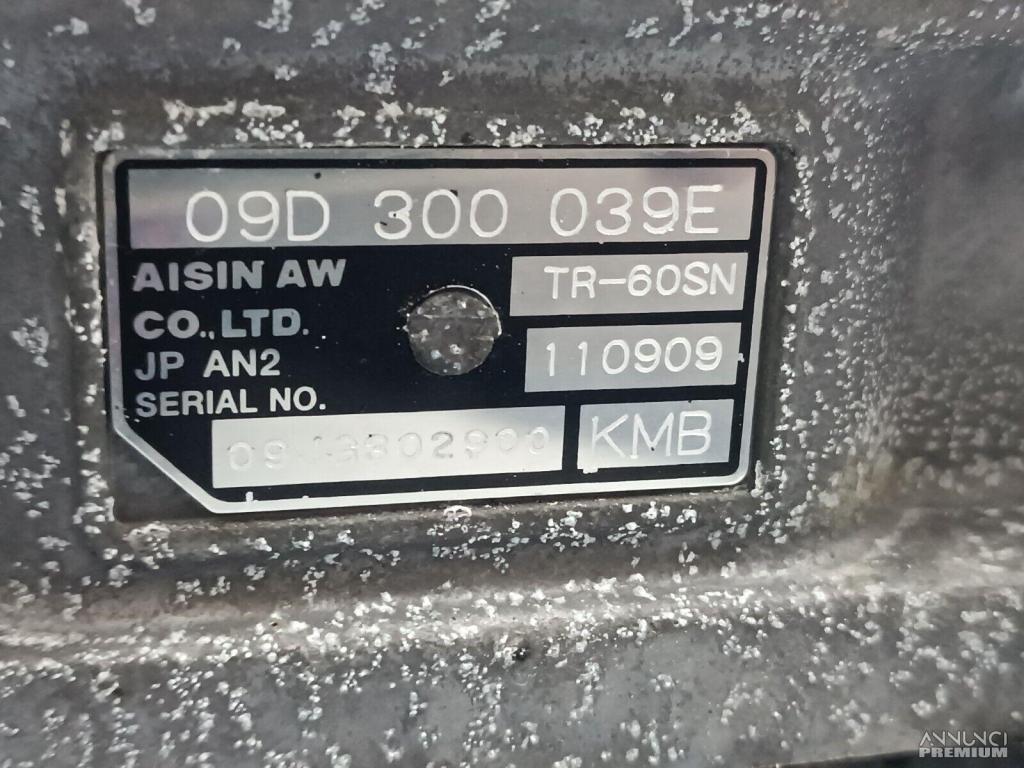 09D 300 039E
AISIN AW
CO.,LTD.
TR-60SN
JP AN2
110909
SERIAL NO.
KMB
ANNUNCI
PREMIUM